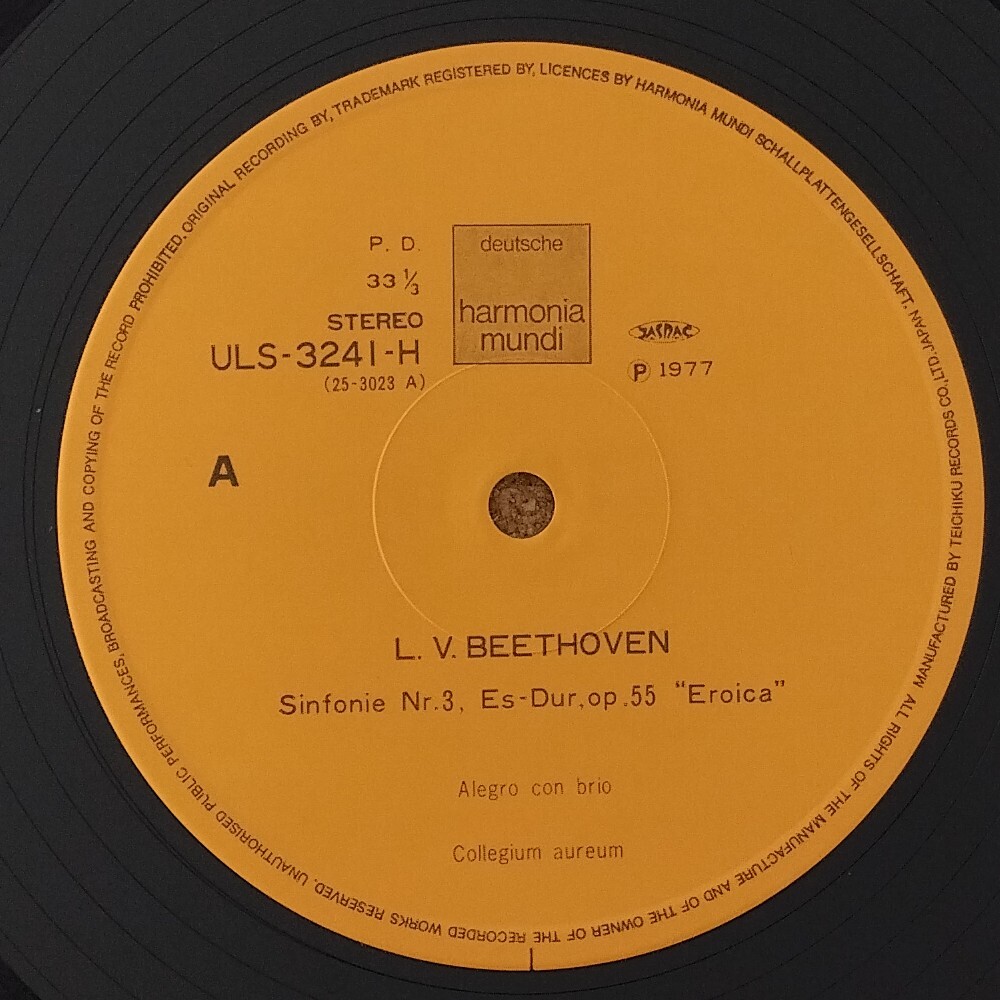 P. D.
33 ⅓
STEREO
ULS-3241-H
(25-3023 A)
deutsche
harmonia
mundi
JASRAC
Ⓟ 1977
A
L. V. BEETHOVEN
Sinfonie Nr.3, Es-Dur,op.55 "Eroica"
Alegro con brio
Collegium aureum
ORIGINAL RECORDING BY, TRADEMARK REGISTERED BY, LICENCES BY HARMONIA MUNDI SCHALLPLATTENGESELLSCHAFT. MANUFACTURED BY TEICHIKU RECORDS CO., LTD. JAPAN ALL RIGHTS OF THE MANUFACTURE AND OF THE OWNER OF THE RECORDED WORKS RESERVED. UNAUTHORISED PUBLIC PERFORMANCES, BROADCASTING AND COPYING OF THE RECORD PROHIBITED.